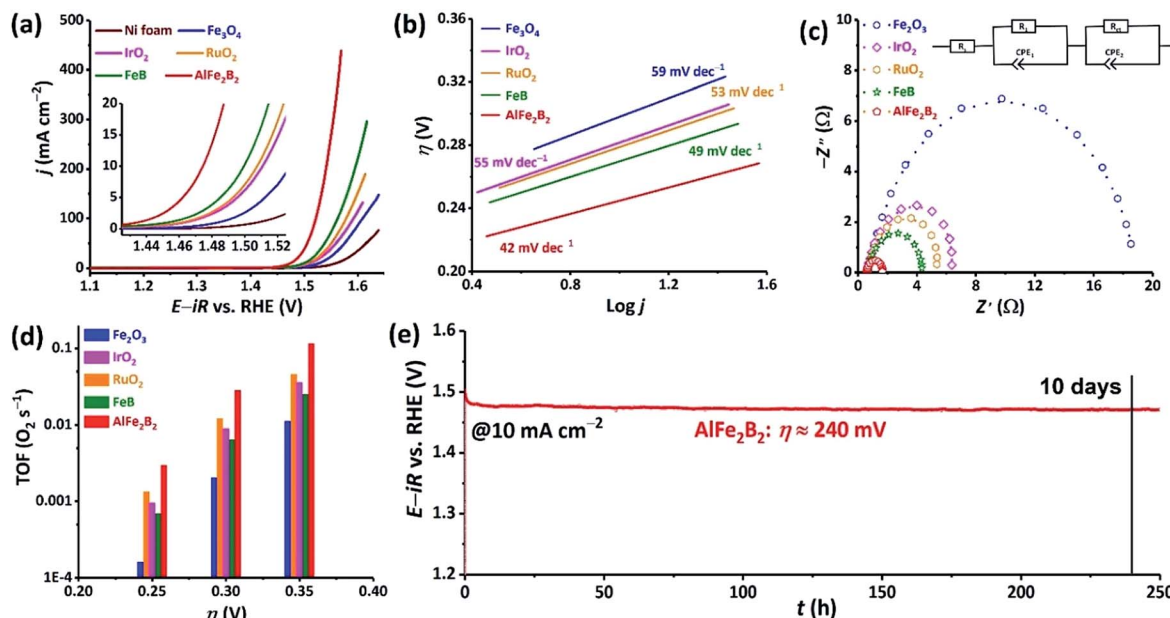 (a)
Ni foam Fe₃O₄
IrO₂ RuO₂
FeB AlFe₂B₂
j (mA cm⁻²)
500
400
300
200
100
0
20
15
10
5
0
1.44 1.46 1.48 1.50 1.52
1.1 1.2 1.3 1.4 1.5 1.6
E–iR vs. RHE (V)
(b)
Fe₃O₄
IrO₂
RuO₂
FeB
AlFe₂B₂
59 mV dec⁻¹
53 mV dec ¹
55 mV dec⁻¹
49 mV dec ¹
42 mV dec ¹
η (V)
0.36
0.32
0.28
0.24
0.20
0.4 0.8 1.2 1.6
Log j
(c)
Fe₂O₃
IrO₂
RuO₂
FeB
AlFe₂B₂
Rₛ R₁ CPE₁ R꜀ₜ CPE₂
–Z″ (Ω)
-10
-8
-6
-4
-2
0
0 4 8 12 16 20
Z′ (Ω)
(d)
Fe₂O₃
IrO₂
RuO₂
FeB
AlFe₂B₂
TOF (O₂ s⁻¹)
0.1
0.01
0.001
1E-4
0.20 0.25 0.30 0.35 0.40
η (V)
(e)
10 days
@10 mA cm⁻²
AlFe₂B₂: η ≈ 240 mV
E–iR vs. RHE (V)
1.6
1.5
1.4
1.3
1.2
0 50 100 150 200 250
t (h)